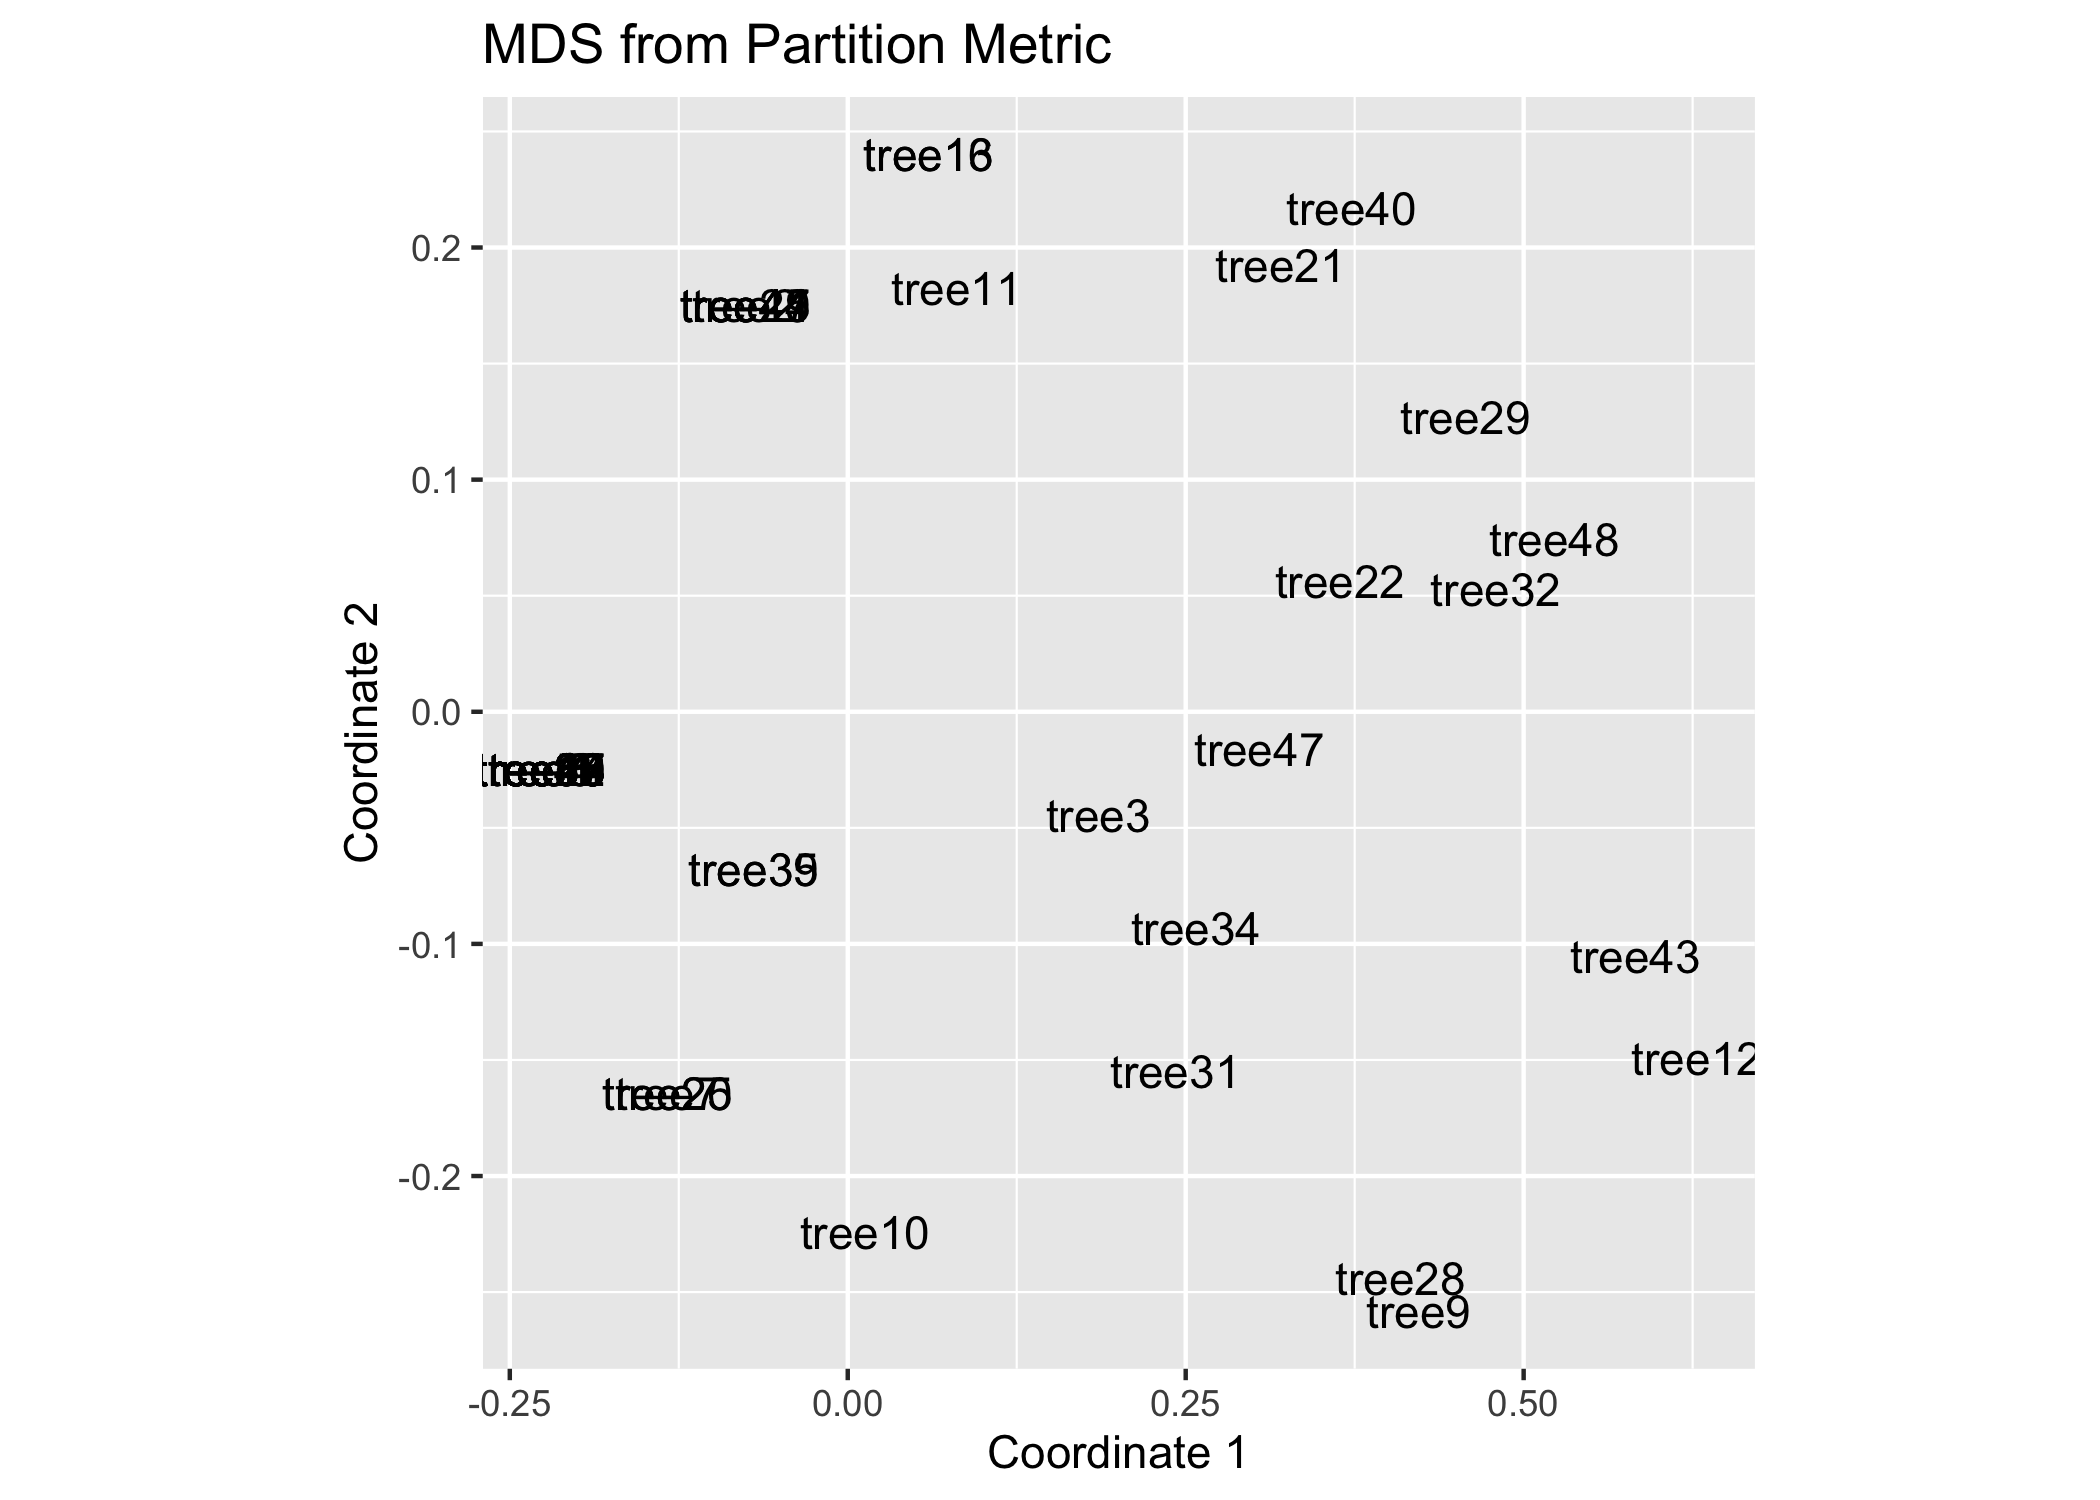 MDS from Partition Metric
tree40
tree21
tree11
0.2
tree29
0.1
tree48
tree22
tree32
Coordinate 2
0.0
tree47
tree3
tree34
-0.1
tree43
tree12
tree31
-0.2
tree10
tree28
tree9
-0.25 0.00 0.25 0.50
Coordinate 1